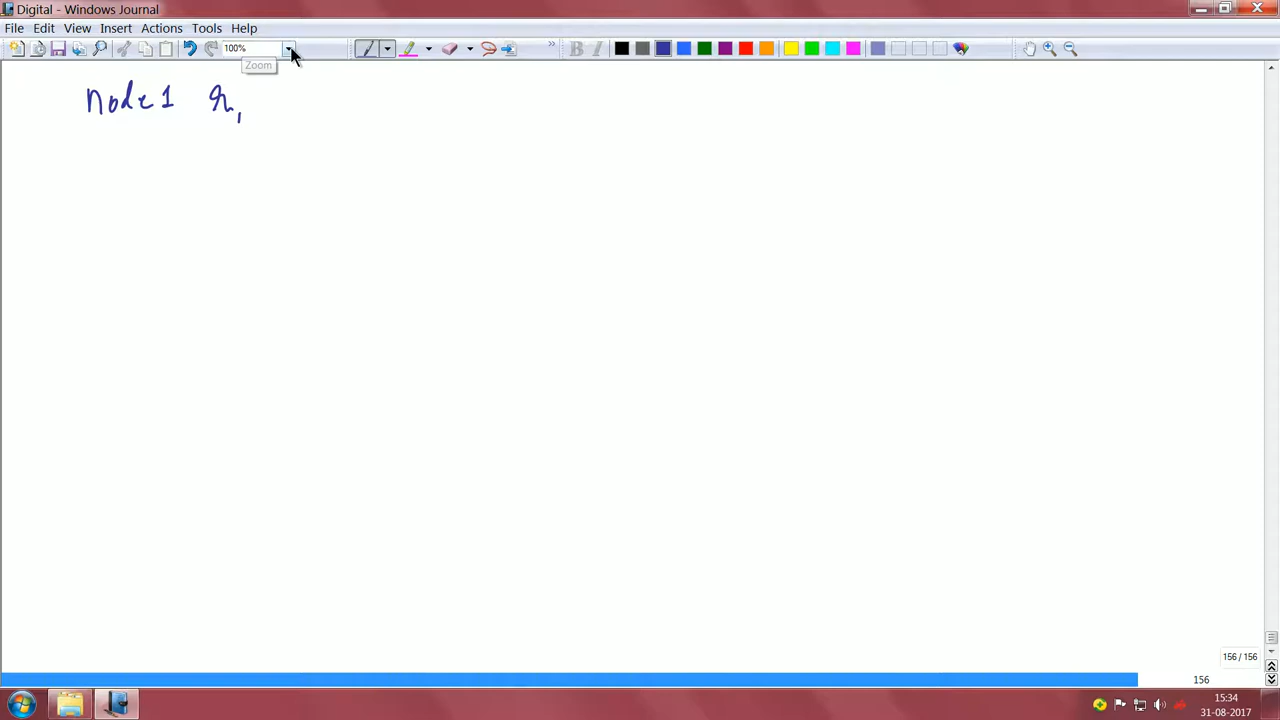 Digital - Windows Journal
File Edit View Insert Actions Tools Help
100%
Zoom
node 1 r₁
156 / 156
156
15:34
31-08-2017